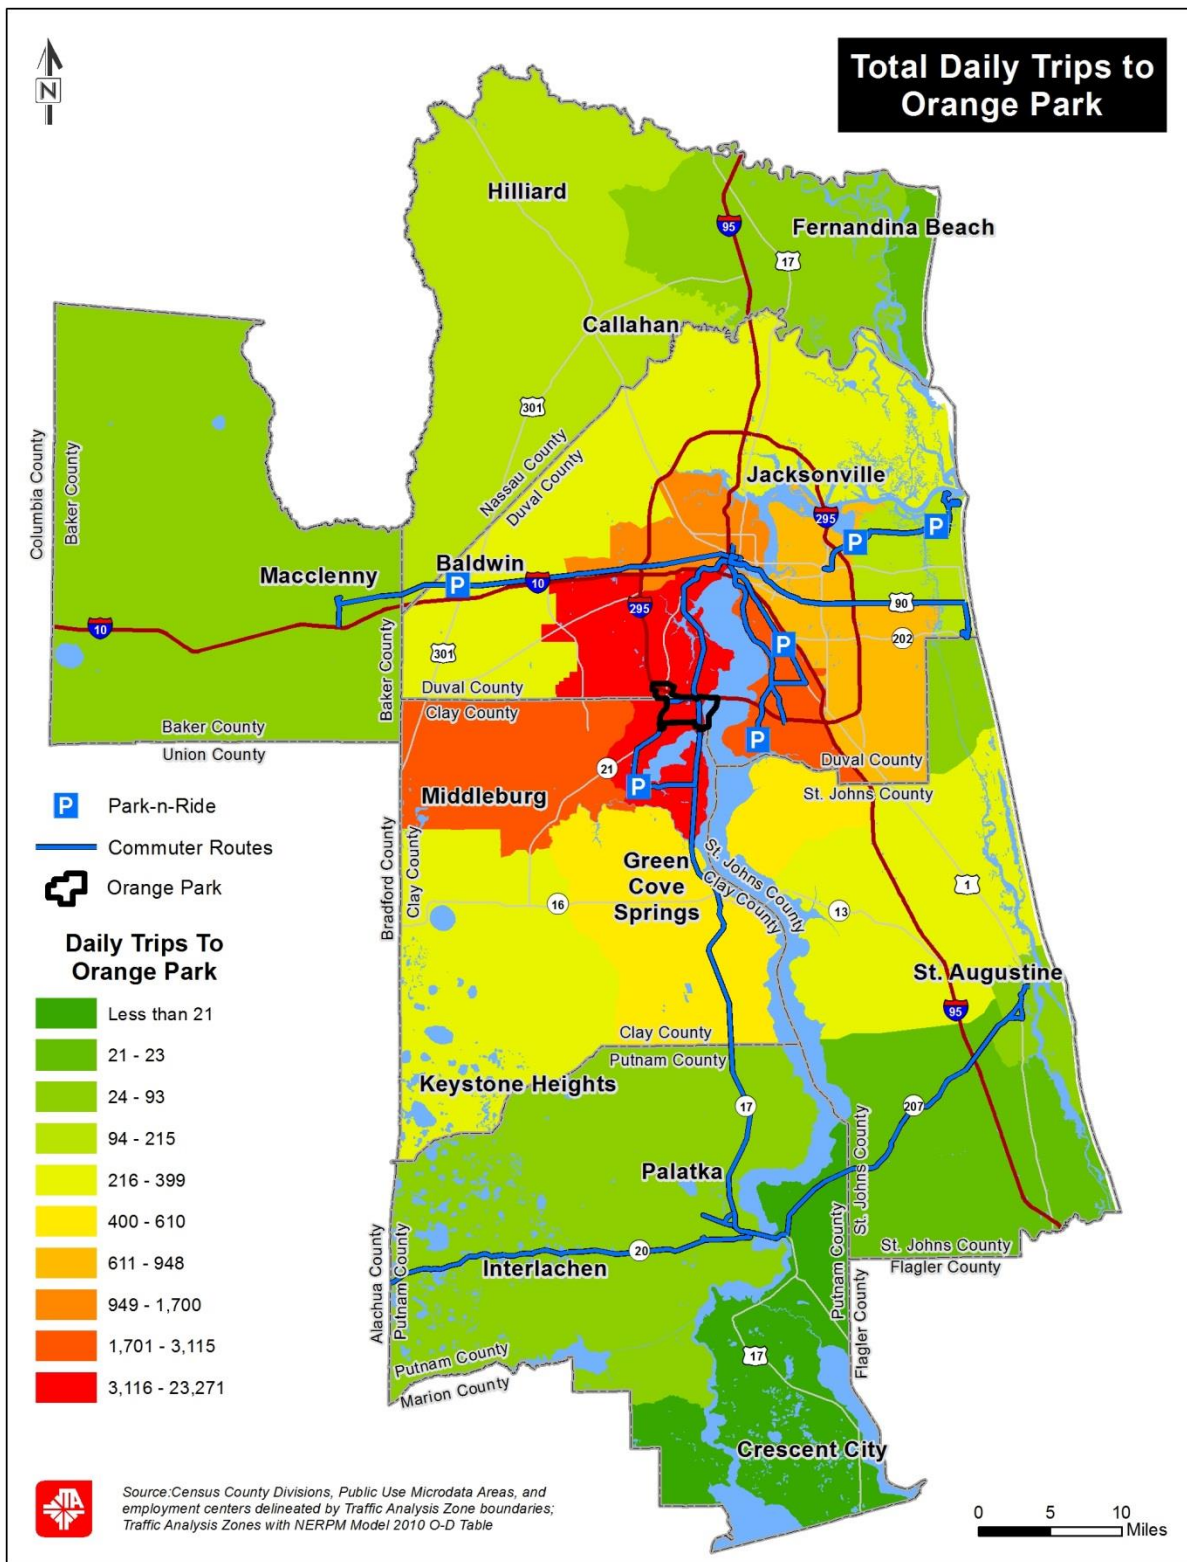 Total Daily Trips to
Orange Park
N
Hilliard
95
Fernandina Beach
17
Callahan
301
Nassau County
Duval County
Jacksonville
295
P
P
Columbia County
Baker County
Macclenny
Baldwin
P
10
295
90
202
10
301
P
Baker County
Duval County
Clay County
Baker County
Union County
P
Duval County
St. Johns County
21
P
Middleburg
P Park-n-Ride
Commuter Routes
Orange Park
Bradford County
Clay County
Green
Cove
Springs
St. Johns County
Clay County
16
13
1
St. Augustine
95
Daily Trips To
Orange Park
Less than 21
21 - 23
24 - 93
94 - 215
216 - 399
400 - 610
611 - 948
949 - 1,700
1,701 - 3,115
3,116 - 23,271
Clay County
Putnam County
Keystone Heights
17
207
St. Johns County
Putnam County
Palatka
20
Interlachen
St. Johns County
Flagler County
Alachua County
Putnam County
Flagler County
Putnam County
Marion County
17
Crescent City
JTA
Source:Census County Divisions, Public Use Microdata Areas, and
employment centers delineated by Traffic Analysis Zone boundaries;
Traffic Analysis Zones with NERPM Model 2010 O-D Table
0 5 10
Miles